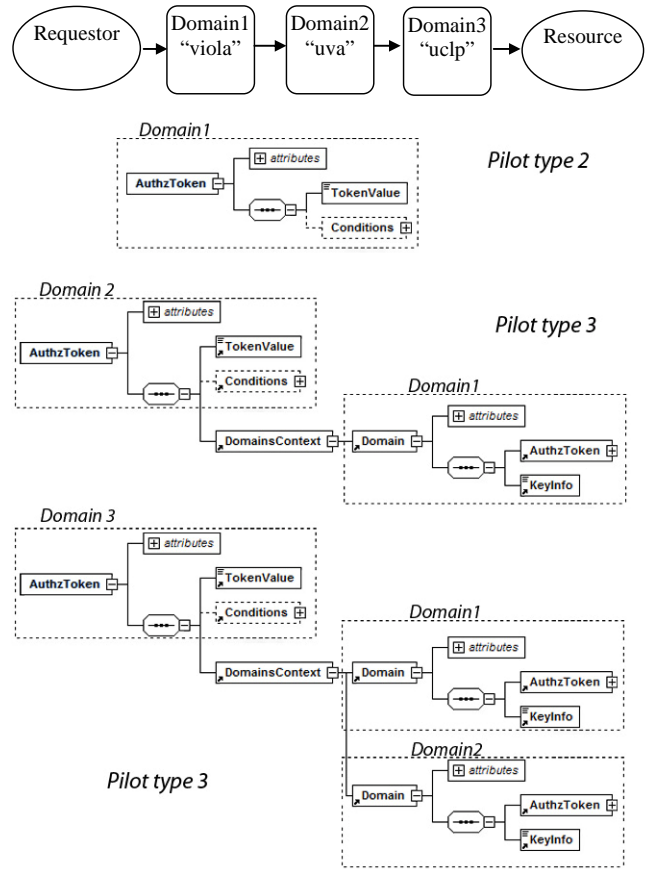 Requestor
Domain1
“viola”
Domain2
“uva”
Domain3
“uclp”
Resource
Domain1
Pilot type 2
attributes
AuthzToken
TokenValue
Conditions
Domain 2
Pilot type 3
attributes
AuthzToken
TokenValue
Conditions
Domain1
attributes
DomainsContext
Domain
AuthzToken
KeyInfo
Domain 3
attributes
AuthzToken
TokenValue
Conditions
Domain1
attributes
DomainsContext
Domain
AuthzToken
KeyInfo
Domain2
attributes
Pilot type 3
Domain
AuthzToken
KeyInfo